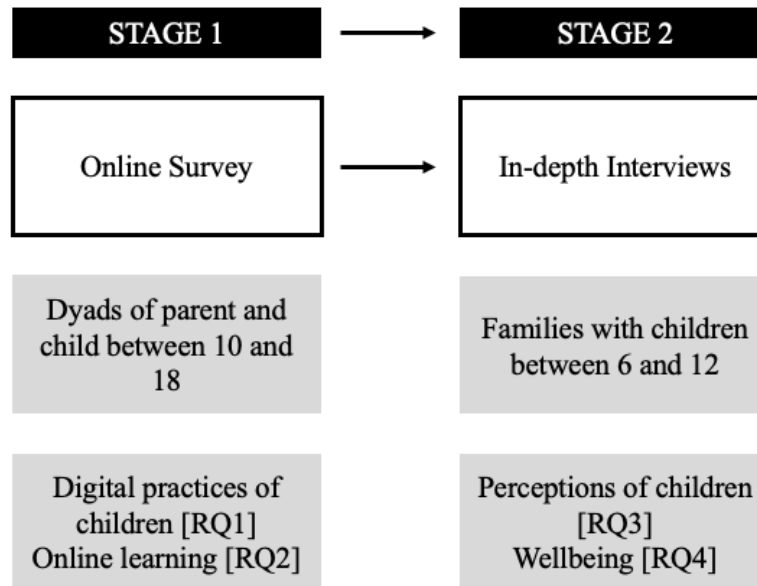 STAGE 1
STAGE 2
Online Survey
In-depth Interviews
Dyads of parent and
child between 10 and
18
Families with children
between 6 and 12
Digital practices of
children [RQ1]
Online learning [RQ2]
Perceptions of children
[RQ3]
Wellbeing [RQ4]